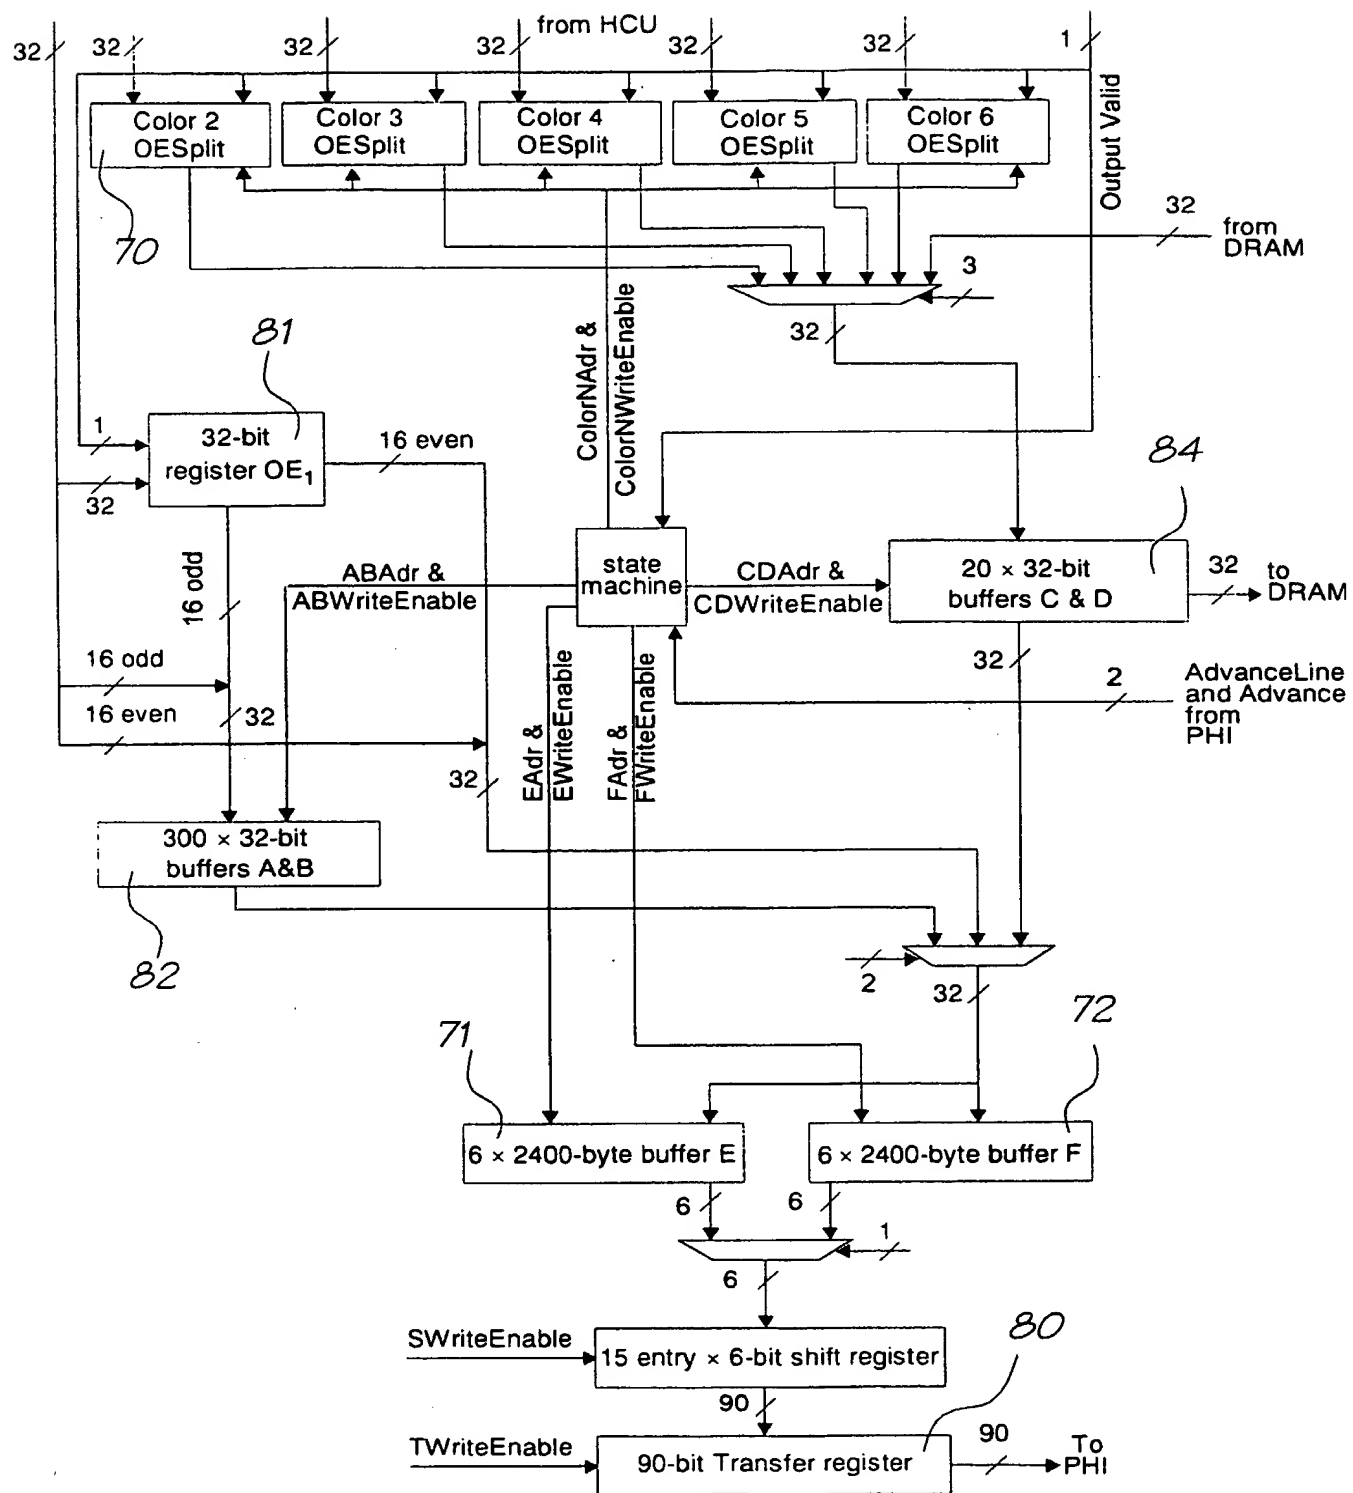 from HCU
32
32
32
32
32
32
1
Color 2
OESplit
Color 3
OESplit
Color 4
OESplit
Color 5
OESplit
Color 6
OESplit
Output Valid
70
32
from
DRAM
3
32
ColorNAdr &
ColorNWriteEnable
81
1
32-bit
register OE1
16 even
32
84
16 odd
ABAdr &
ABWriteEnable
state
machine
CDAdr &
CDWriteEnable
20 × 32-bit
buffers C & D
32
to
DRAM
16 odd
16 even
32
32
EAdr &
EWriteEnable
FAdr &
FWriteEnable
32
2
AdvanceLine
and Advance
from
PHI
300 × 32-bit
buffers A&B
82
2
32
71
72
6 × 2400-byte buffer E
6 × 2400-byte buffer F
6
6
1
6
SWriteEnable
15 entry × 6-bit shift register
80
90
TWriteEnable
90-bit Transfer register
90
To
PHI